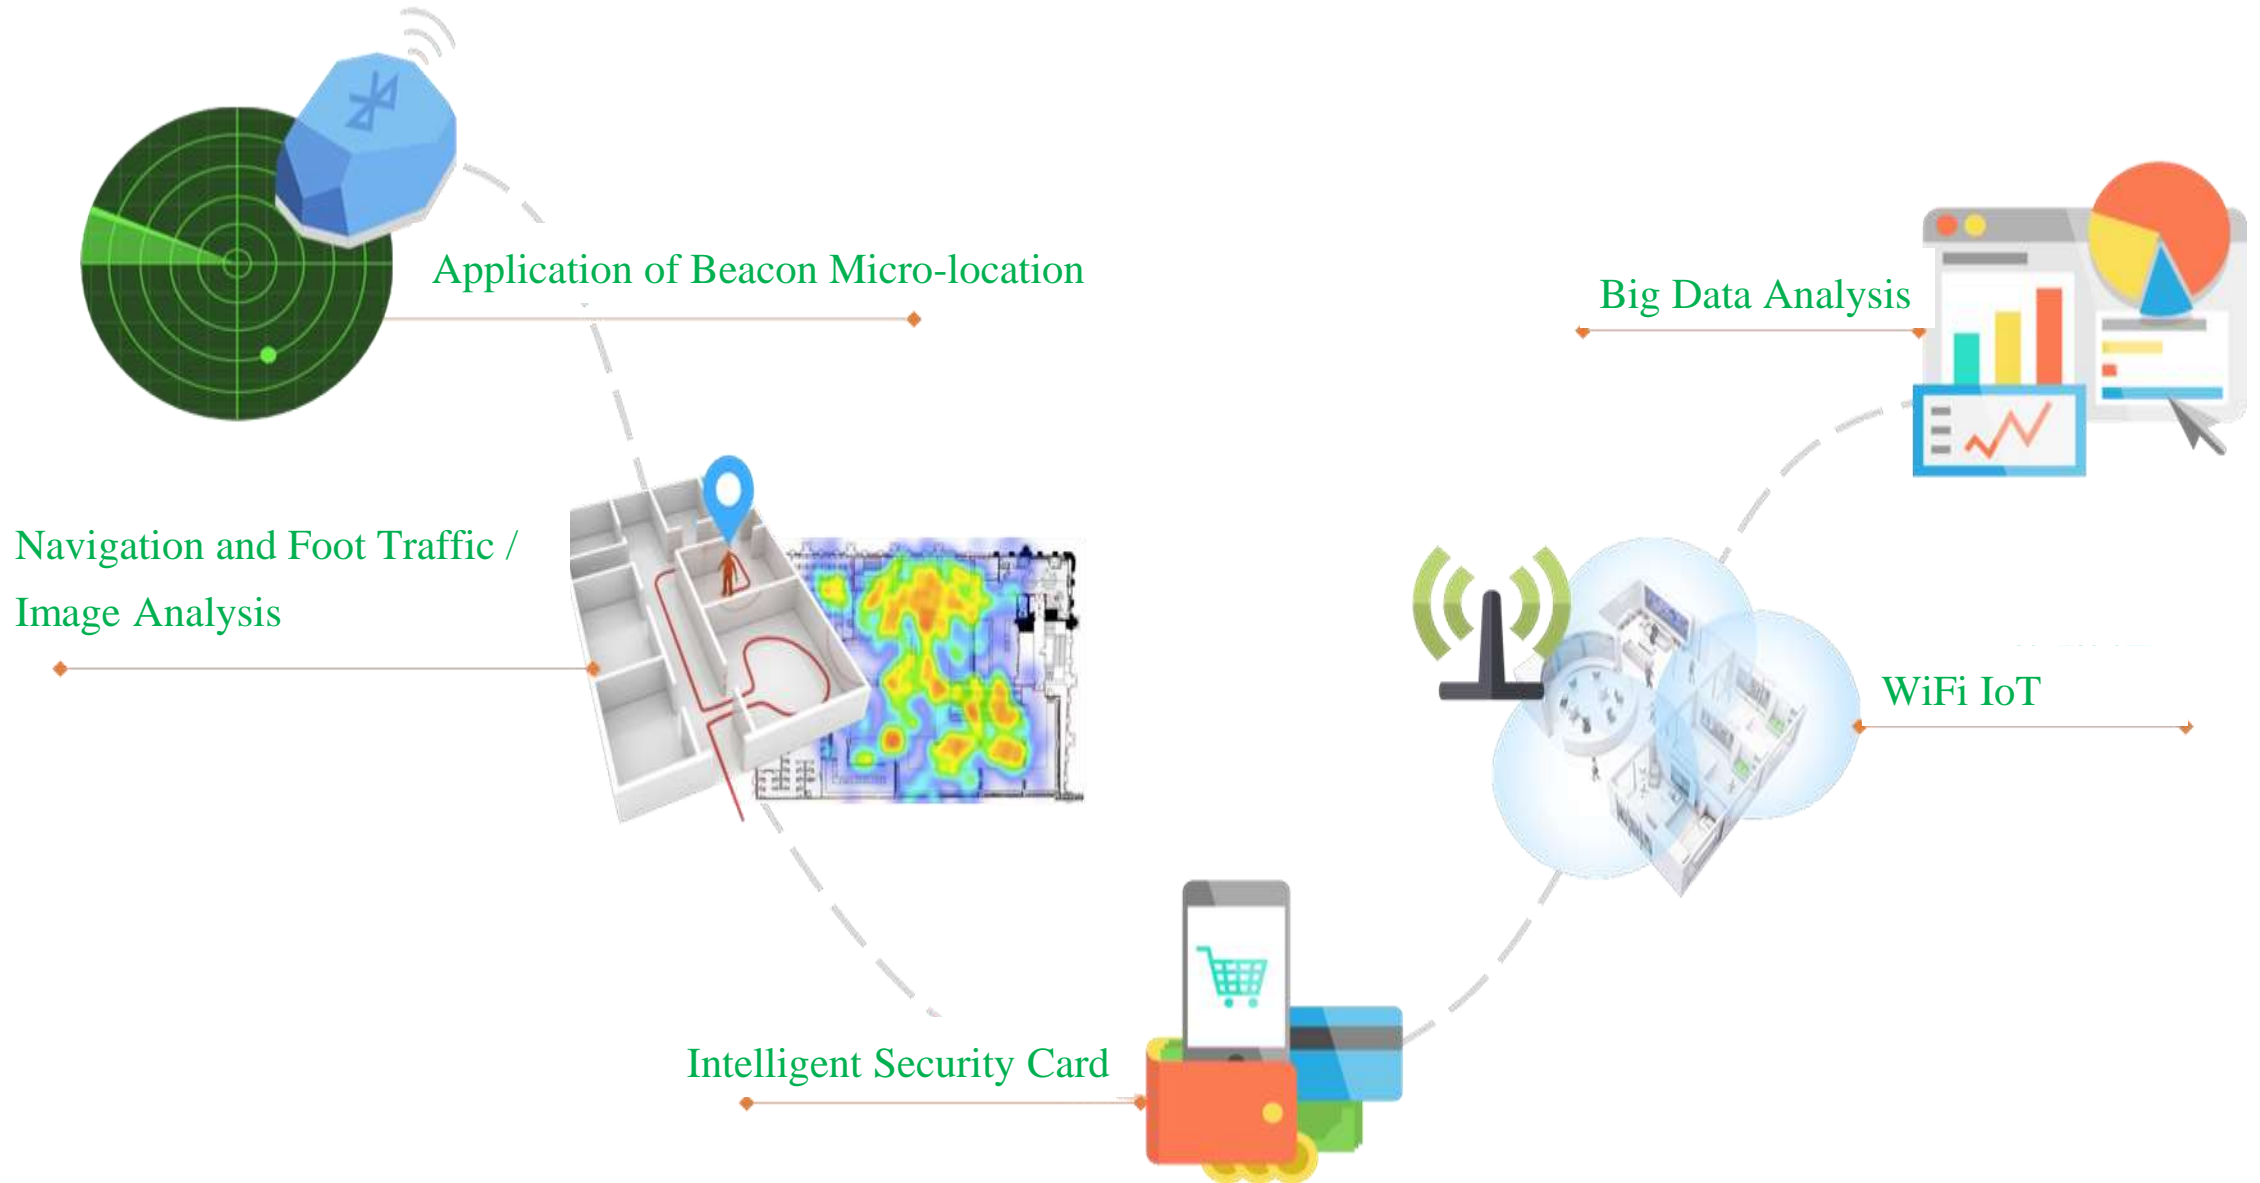 Application of Beacon Micro-location
Big Data Analysis
Navigation and Foot Traffic /
Image Analysis
WiFi IoT
Intelligent Security Card